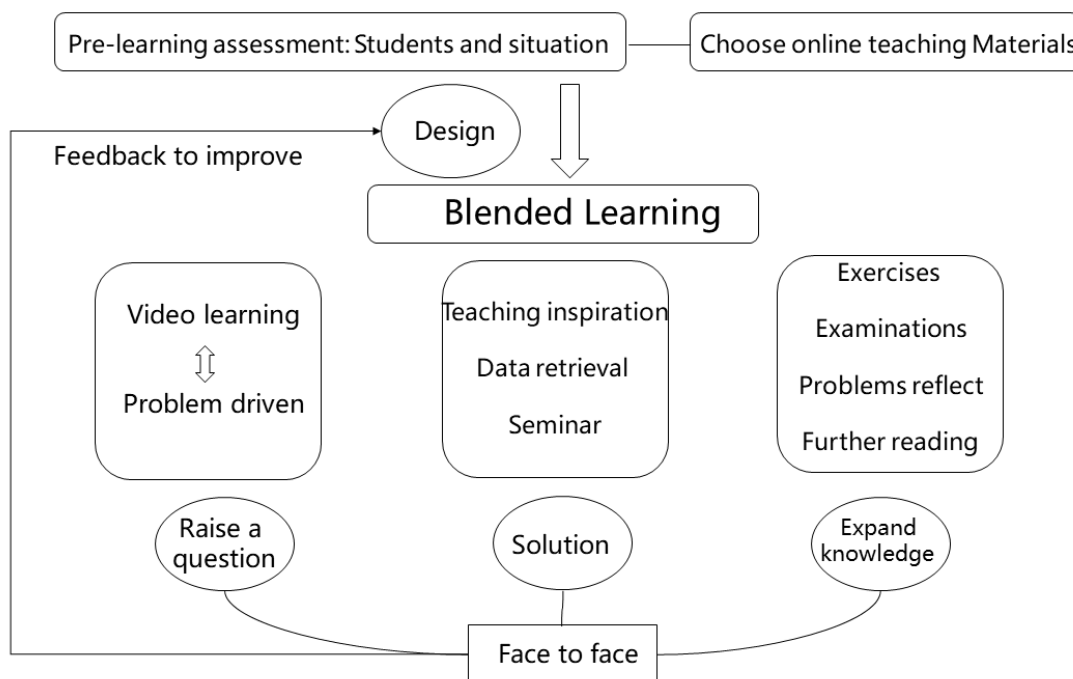 Pre-learning assessment: Students and situation
Choose online teaching Materials
Design
Feedback to improve
Blended Learning
Video learning
Problem driven
Teaching inspiration
Data retrieval
Seminar
Exercises
Examinations
Problems reflect
Further reading
Raise a
question
Solution
Expand
knowledge
Face to face